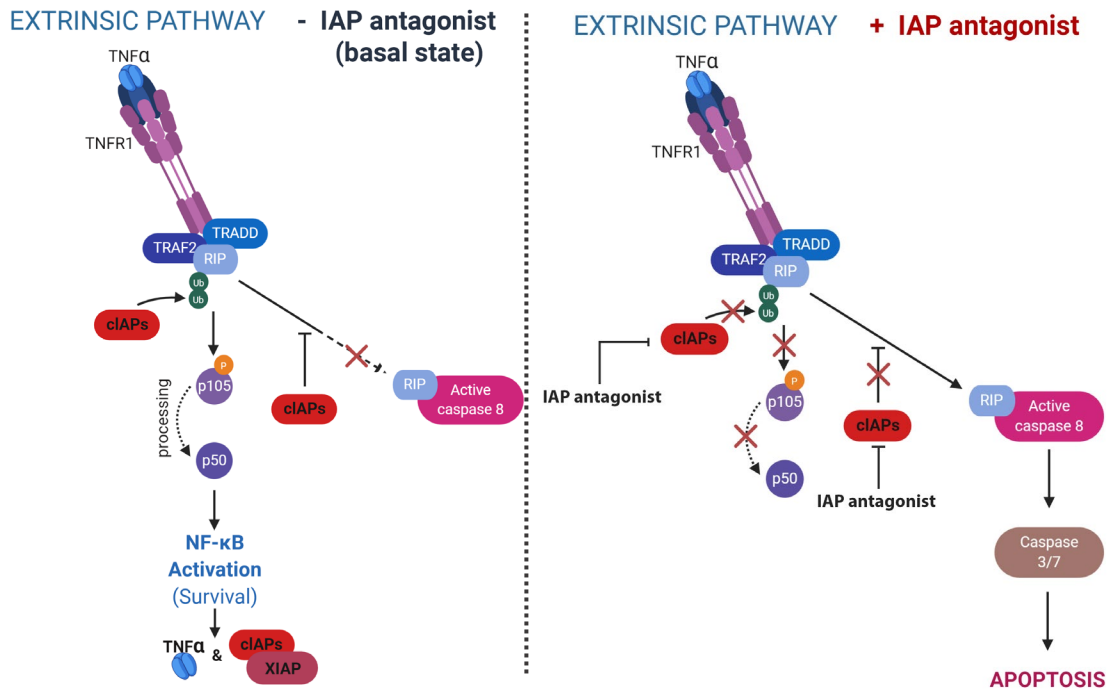 EXTRINSIC PATHWAY
- IAP antagonist
(basal state)
TNFα
TNFR1
TRADD
TRAF2
RIP
Ub
Ub
cIAPs
P
p105
processing
p50
cIAPs
RIP
Active
caspase 8
NF-κB
Activation
(Survival)
TNFα
&
cIAPs
XIAP
EXTRINSIC PATHWAY
+ IAP antagonist
TNFα
TNFR1
TRADD
TRAF2
RIP
Ub
Ub
cIAPs
IAP antagonist
P
p105
p50
cIAPs
IAP antagonist
RIP
Active
caspase 8
Caspase
3/7
APOPTOSIS